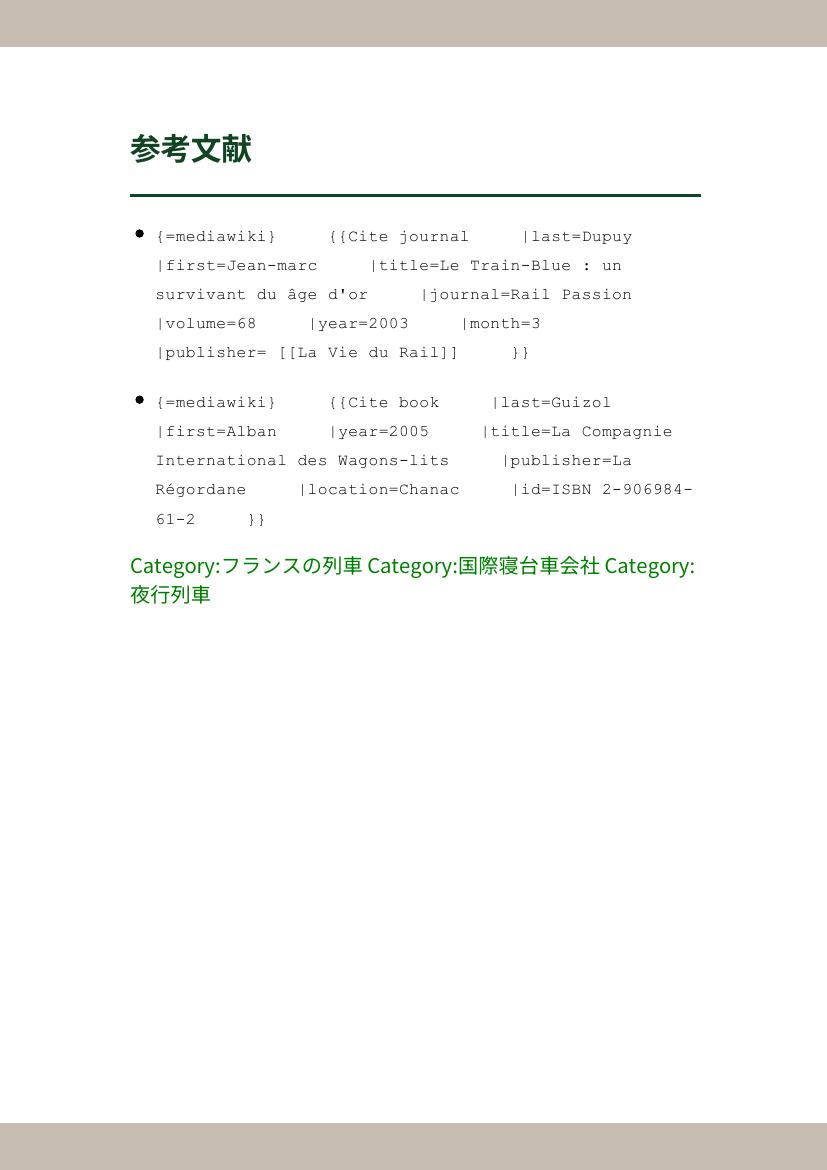 参考文献
{=mediawiki} {{Cite journal |last=Dupuy
|first=Jean-marc |title=Le Train-Blue : un
survivant du âge d'or |journal=Rail Passion
|volume=68 |year=2003 |month=3
|publisher= [[La Vie du Rail]] }}
{=mediawiki} {{Cite book |last=Guizol
|first=Alban |year=2005 |title=La Compagnie
International des Wagons-lits |publisher=La
Régordane |location=Chanac |id=ISBN 2-906984-
61-2 }}
Category:フランスの列車 Category:国際寝台車会社 Category:
夜行列車